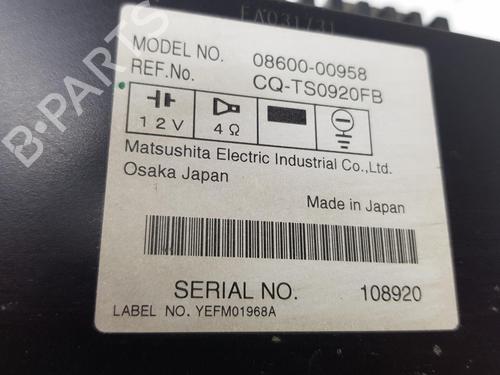 FA031731
MODEL NO. 08600-00958
REF.No. CQ-TS0920FB
12V 4Ω
Matsushita Electric Industrial Co.,Ltd.
Osaka Japan
Made in Japan
SERIAL NO. 108920
LABEL NO. YEFM01968A
B-PARTS